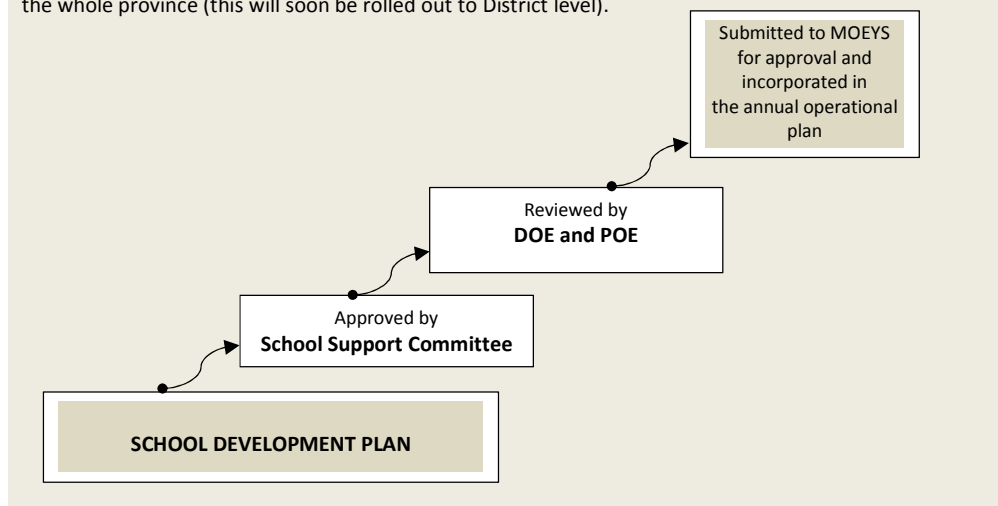 the whole province (this will soon be rolled out to District level).
Submitted to MOEYS
for approval and
incorporated in
the annual operational
plan
Reviewed by
DOE and POE
Approved by
School Support Committee
SCHOOL DEVELOPMENT PLAN